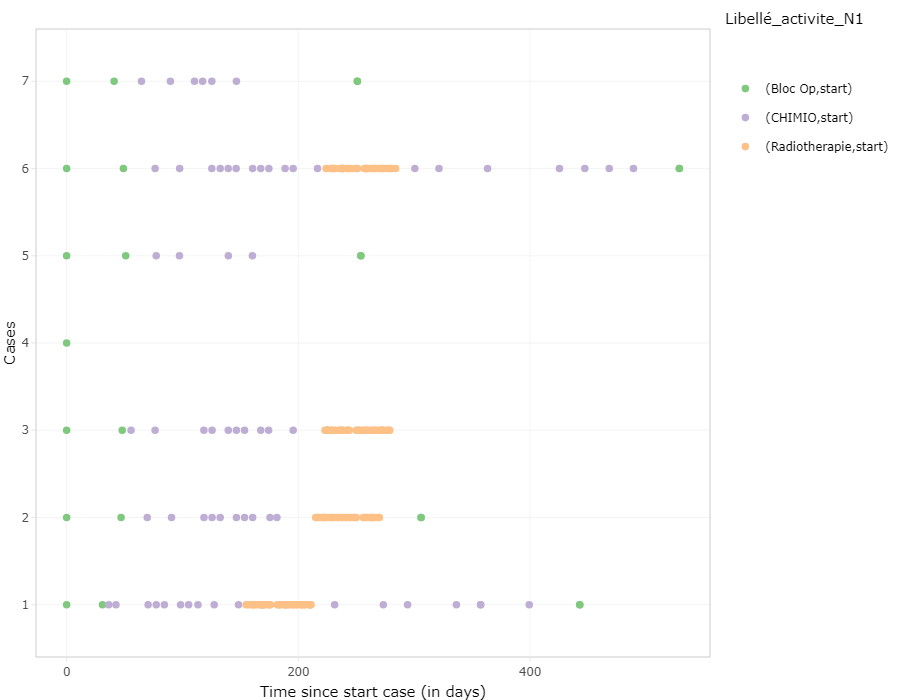 Libellé_activite_N1
(Bloc Op,start)
(CHIMIO,start)
(Radiotherapie,start)
Cases
7
6
5
4
3
2
1
0
200
400
Time since start case (in days)